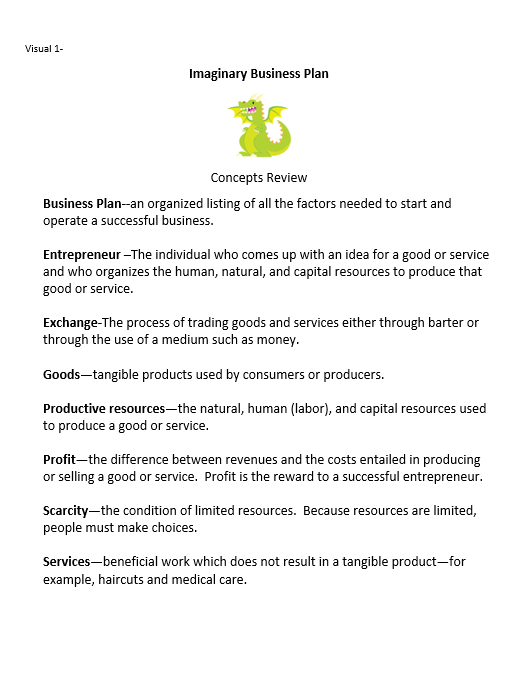 Visual 1-
Imaginary Business Plan
Concepts Review
Business Plan--an organized listing of all the factors needed to start and
operate a successful business.
Entrepreneur –The individual who comes up with an idea for a good or service
and who organizes the human, natural, and capital resources to produce that
good or service.
Exchange-The process of trading goods and services either through barter or
through the use of a medium such as money.
Goods—tangible products used by consumers or producers.
Productive resources—the natural, human (labor), and capital resources used
to produce a good or service.
Profit—the difference between revenues and the costs entailed in producing
or selling a good or service.  Profit is the reward to a successful entrepreneur.
Scarcity—the condition of limited resources.  Because resources are limited,
people must make choices.
Services—beneficial work which does not result in a tangible product—for
example, haircuts and medical care.